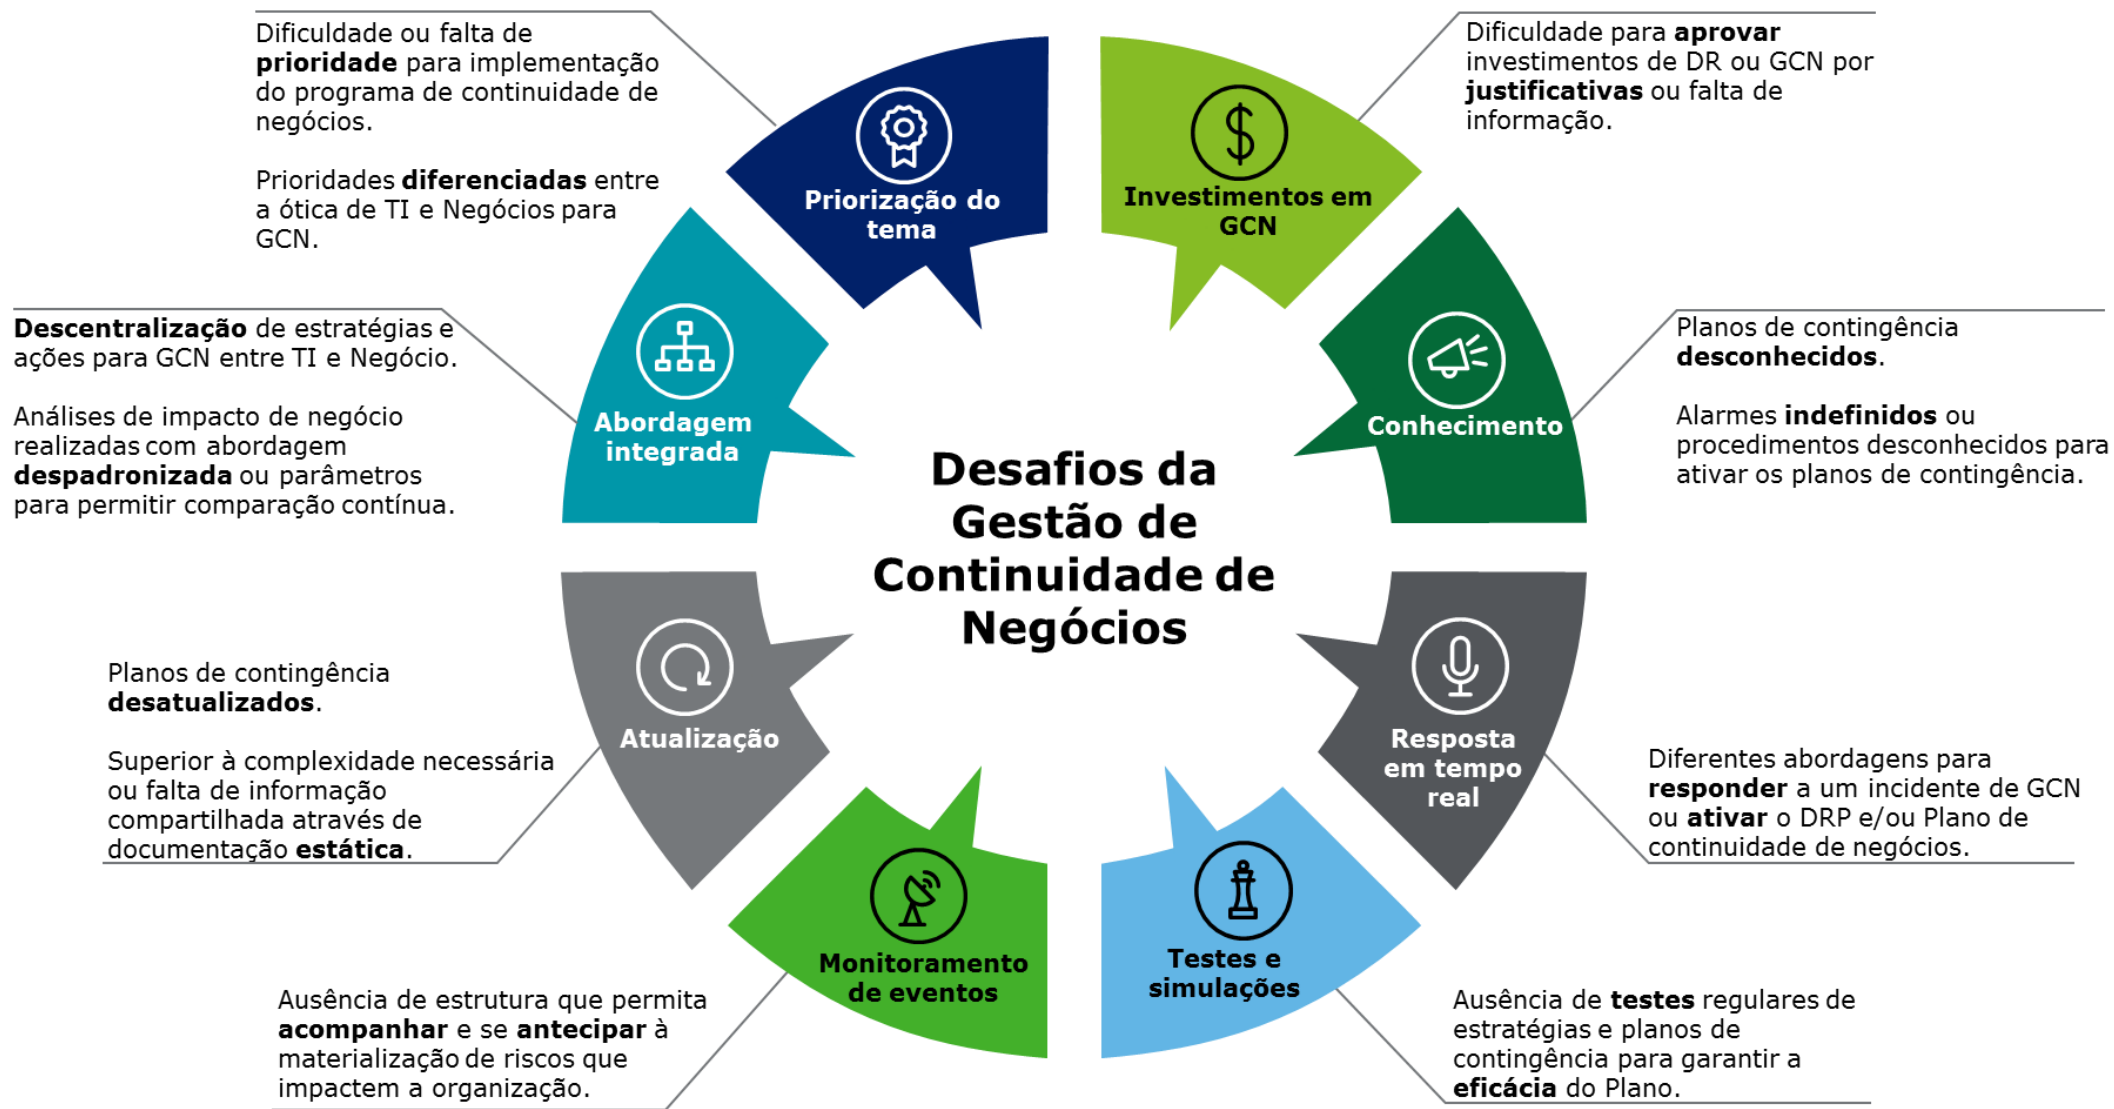 Dificuldade ou falta de
prioridade para implementação
do programa de continuidade de
negócios.
Prioridades diferenciadas entre
a ótica de TI e Negócios para
GCN.
Priorização do
tema
Dificuldade para aprovar
investimentos de DR ou GCN por
justificativas ou falta de
informação.
Investimentos em
GCN
Descentralização de estratégias e
ações para GCN entre TI e Negócio.
Análises de impacto de negócio
realizadas com abordagem
despadronizada ou parâmetros
para permitir comparação contínua.
Abordagem
integrada
Planos de contingência
desconhecidos.
Alarmes indefinidos ou
procedimentos desconhecidos para
ativar os planos de contingência.
Conhecimento
Desafios da
Gestão de
Continuidade de
Negócios
Planos de contingência
desatualizados.
Superior à complexidade necessária
ou falta de informação
compartilhada através de
documentação estática.
Atualização
Resposta
em tempo
real
Diferentes abordagens para
responder a um incidente de GCN
ou ativar o DRP e/ou Plano de
continuidade de negócios.
Monitoramento
de eventos
Ausência de estrutura que permita
acompanhar e se antecipar à
materialização de riscos que
impactem a organização.
Testes e
simulações
Ausência de testes regulares de
estratégias e planos de
contingência para garantir a
eficácia do Plano.